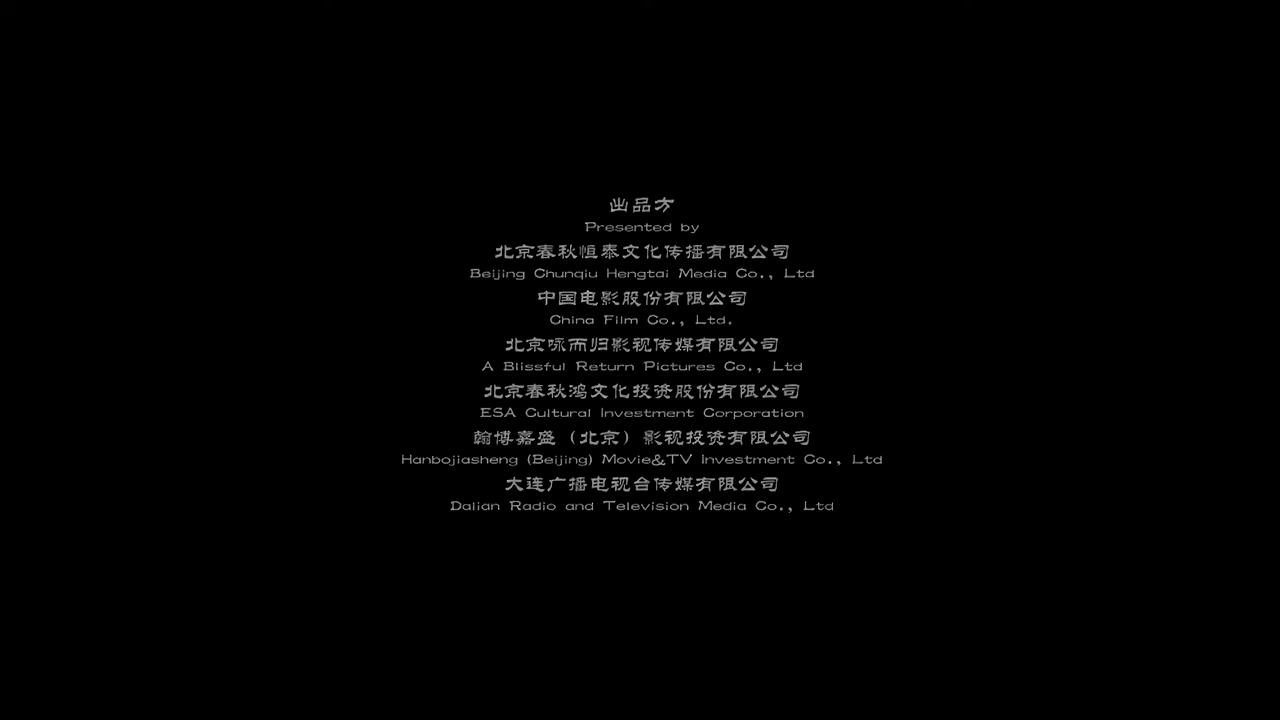 出品方
Presented by
北京春秋恒泰文化传播有限公司
Beijing Chunqiu Hengtai Media Co., Ltd
中国电影股份有限公司
China Film Co., Ltd.
北京咏而归影视传媒有限公司
A Blissful Return Pictures Co., Ltd
北京春秋鸿文化投资股份有限公司
ESA Cultural Investment Corporation
翰博嘉盛（北京）影视投资有限公司
Hanbojiasheng (Beijing) Movie&TV Investment Co., Ltd
大连广播电视台传媒有限公司
Dalian Radio and Television Media Co., Ltd